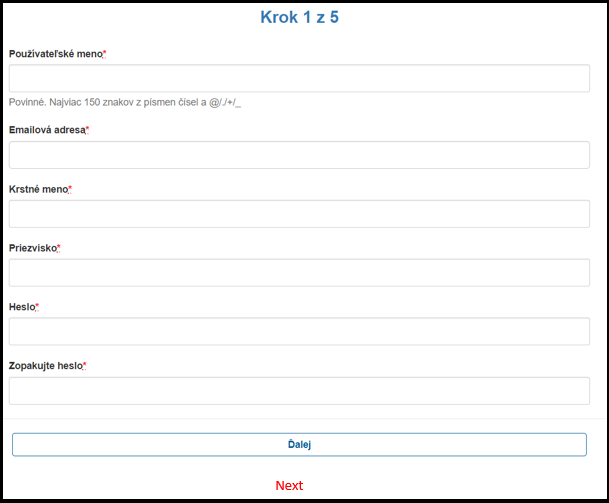 Krok 1 z 5
Používateľské meno*
Povinné. Najviac 150 znakov z písmen čísel a @/./+/_
Emailová adresa*
Krstné meno*
Priezvisko*
Heslo*
Zopakujte heslo*
Ďalej
Next